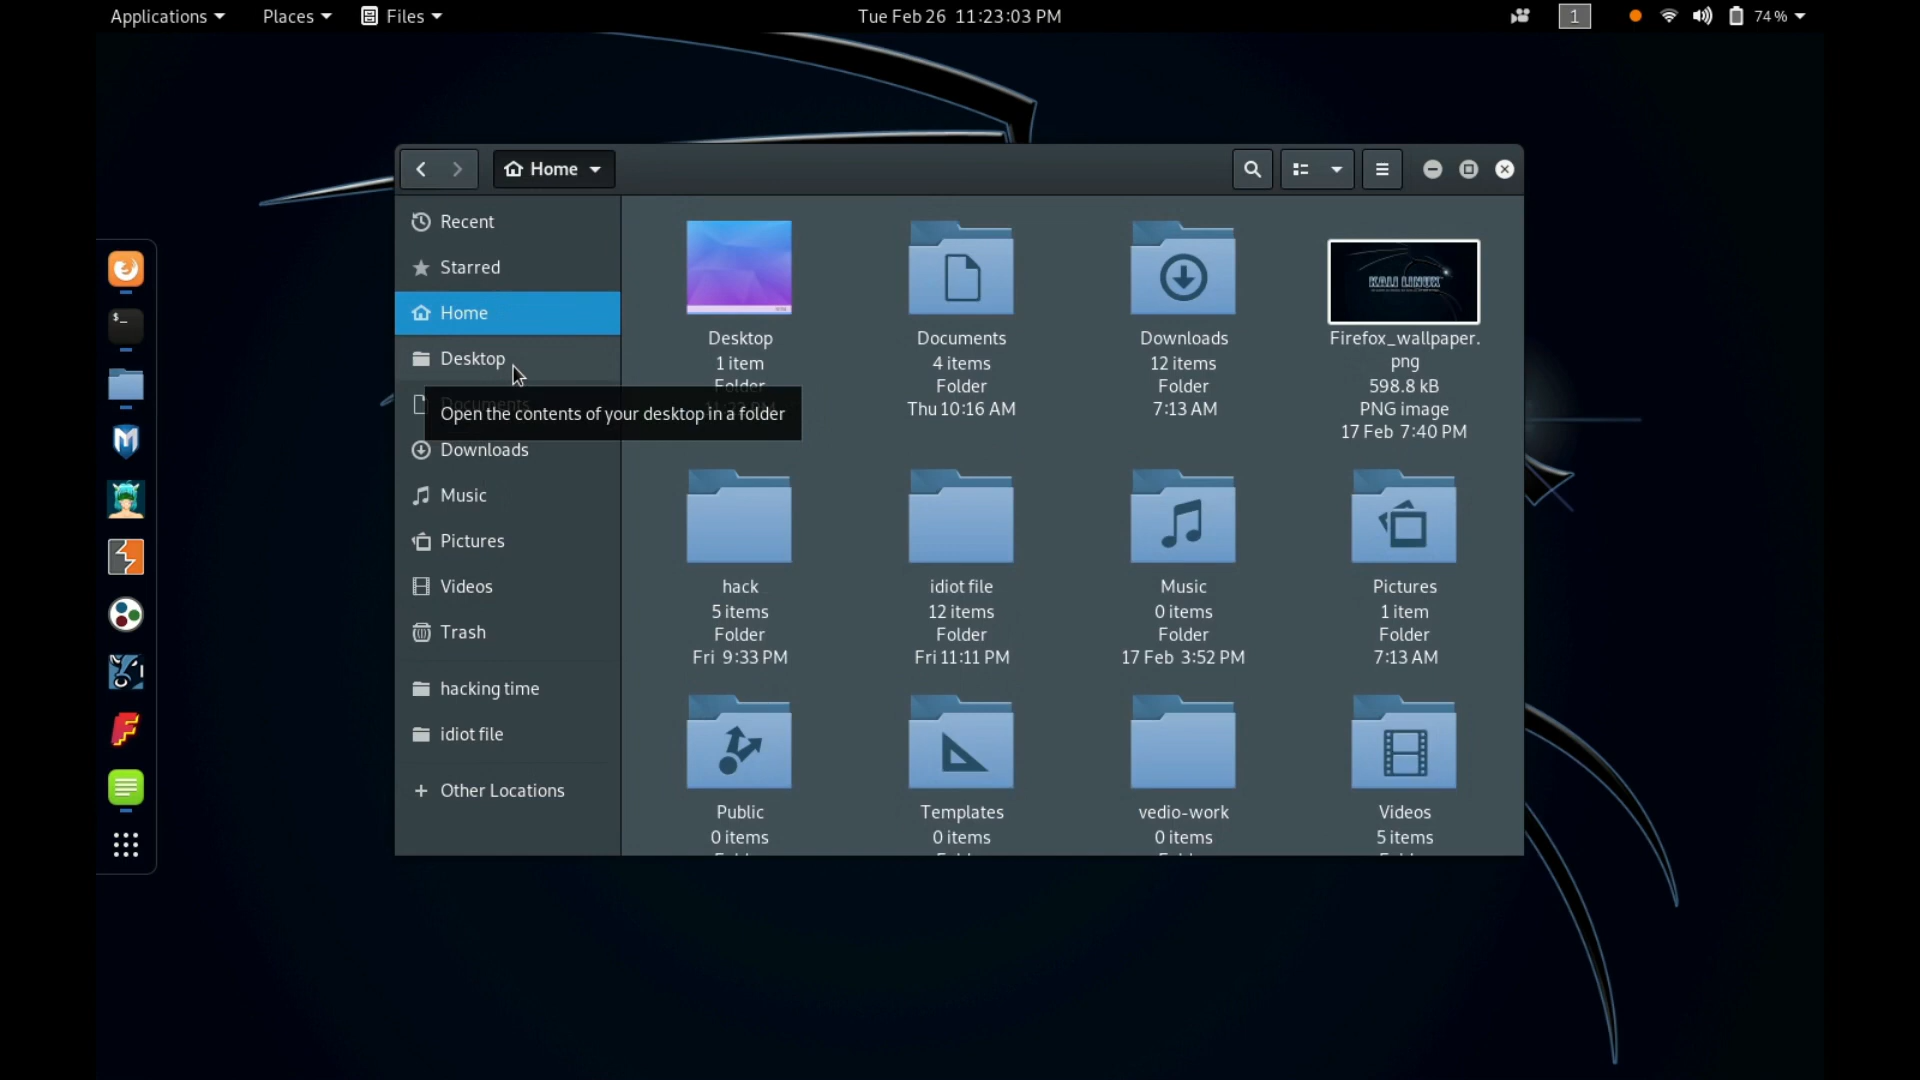 Applications Places Files Tue Feb 26 11:23:03 PM 1 74 %
Home
Recent
Starred
Home
Desktop
Documents
Open the contents of your desktop in a folder
Downloads
Music
Pictures
Videos
Trash
hacking time
idiot file
+ Other Locations
Desktop
1 item
Folder
Documents
4 items
Folder
Thu 10:16 AM
Downloads
12 items
Folder
7:13 AM
KALI LINUX
Firefox_wallpaper.
png
598.8 kB
PNG image
17 Feb 7:40 PM
hack
5 items
Folder
Fri 9:33 PM
idiot file
12 items
Folder
Fri 11:11 PM
Music
0 items
Folder
17 Feb 3:52 PM
Pictures
1 item
Folder
7:13 AM
Public
0 items
Templates
0 items
vedio-work
0 items
Videos
5 items